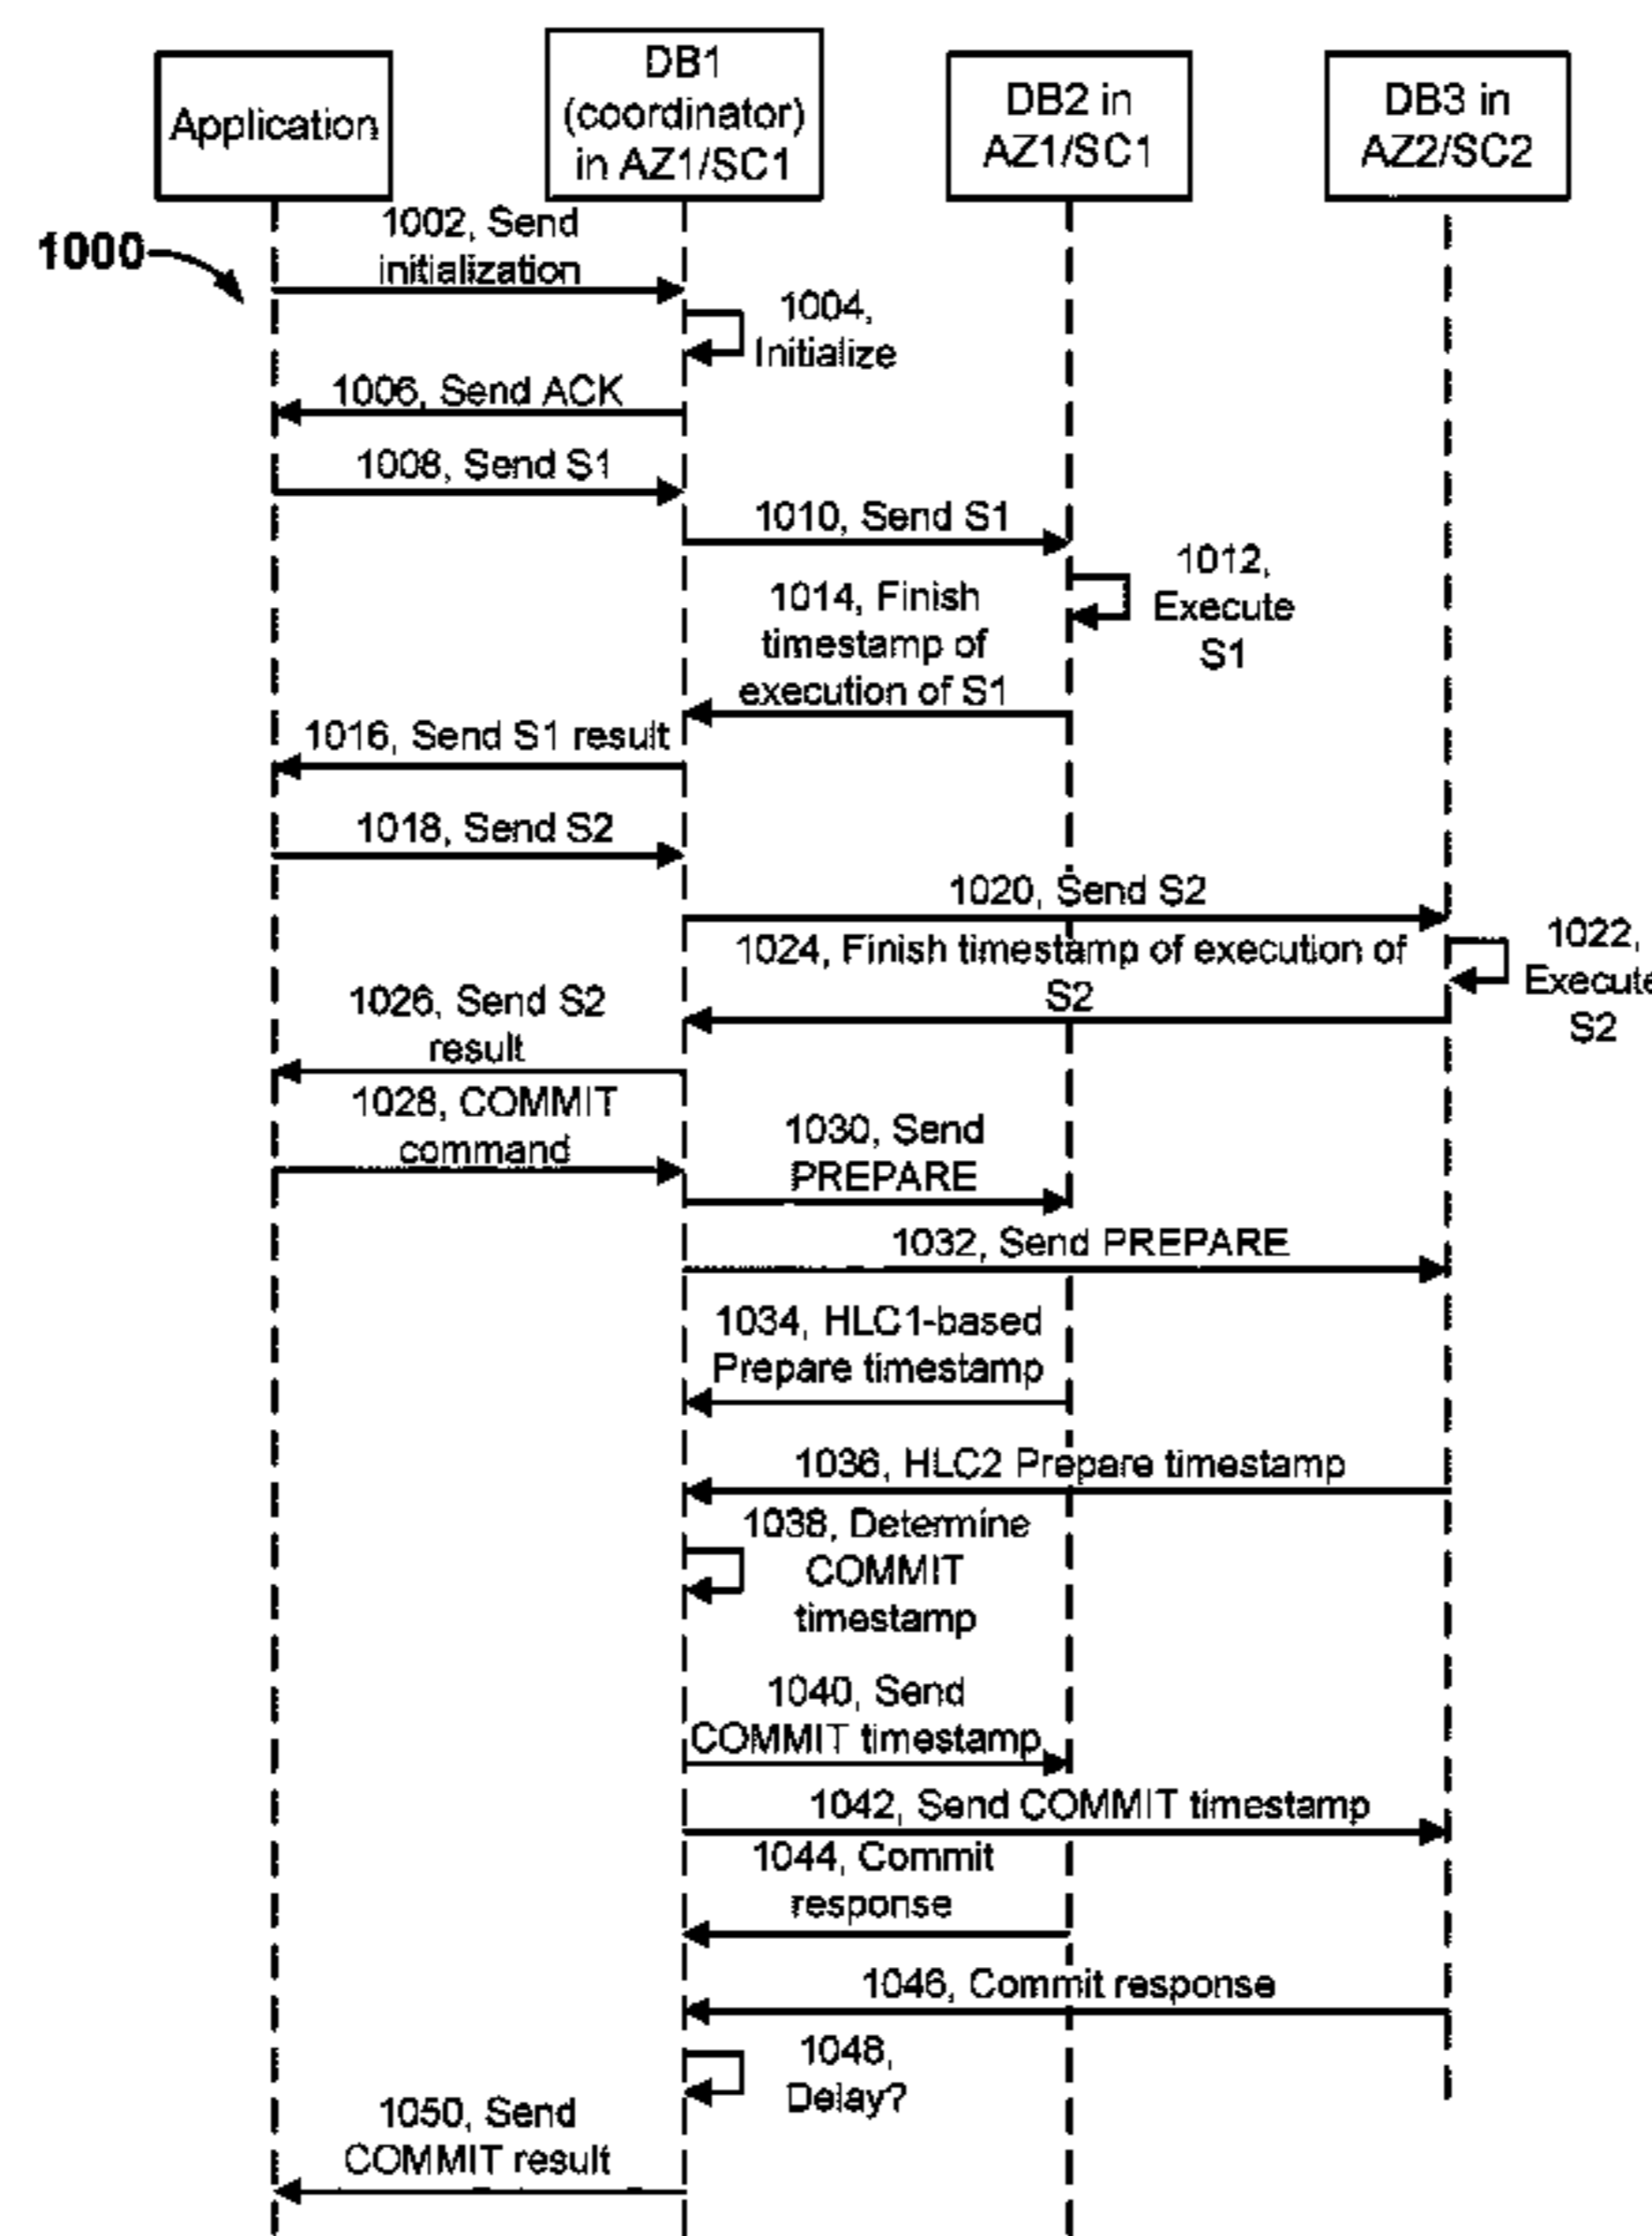 Application
DB1
(coordinator)
in AZ1/SC1
DB2 in
AZ1/SC1
DB3 in
AZ2/SC2
1000
1002, Send
initialization
1004,
Initialize
1006, Send ACK
1008, Send S1
1010, Send S1
1012,
Execute
S1
1014, Finish
timestamp of
execution of S1
1016, Send S1 result
1018, Send S2
1020, Send S2
1022,
Execute
S2
1024, Finish timestamp of execution of
S2
1026, Send S2
result
1028, COMMIT
command
1030, Send
PREPARE
1032, Send PREPARE
1034, HLC1-based
Prepare timestamp
1036, HLC2 Prepare timestamp
1038, Determine
COMMIT
timestamp
1040, Send
COMMIT timestamp
1042, Send COMMIT timestamp
1044, Commit
response
1046, Commit response
1048,
Delay?
1050, Send
COMMIT result